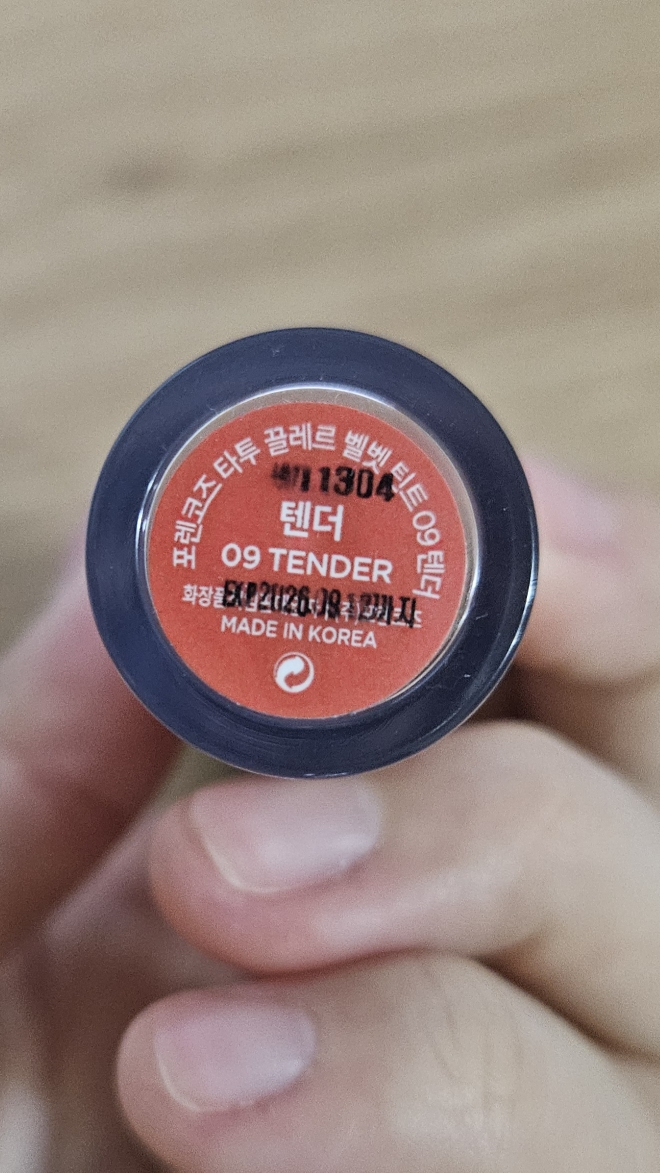 포렌코즈 타투 끌레르 벨벳 틴트 09 텐더
1304
텐더
09 TENDER
EXP2026.09
MADE IN KOREA